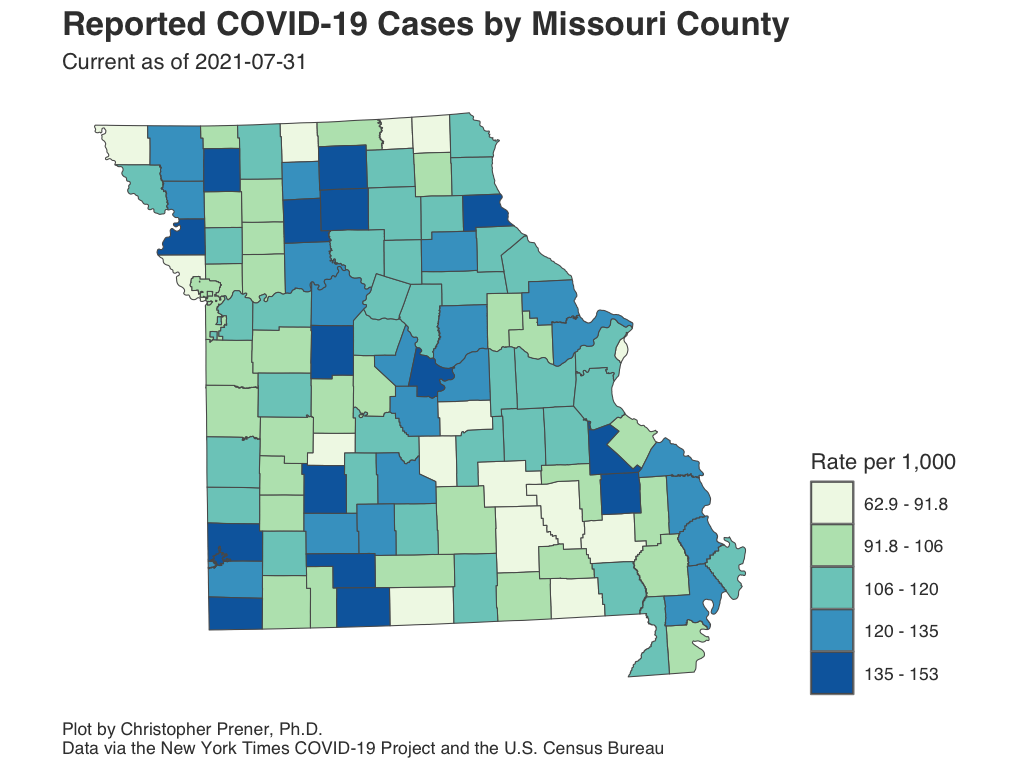 Reported COVID-19 Cases by Missouri County
Current as of 2021-07-31
Rate per 1,000
62.9 - 91.8
91.8 - 106
106 - 120
120 - 135
135 - 153
Plot by Christopher Prener, Ph.D.
Data via the New York Times COVID-19 Project and the U.S. Census Bureau